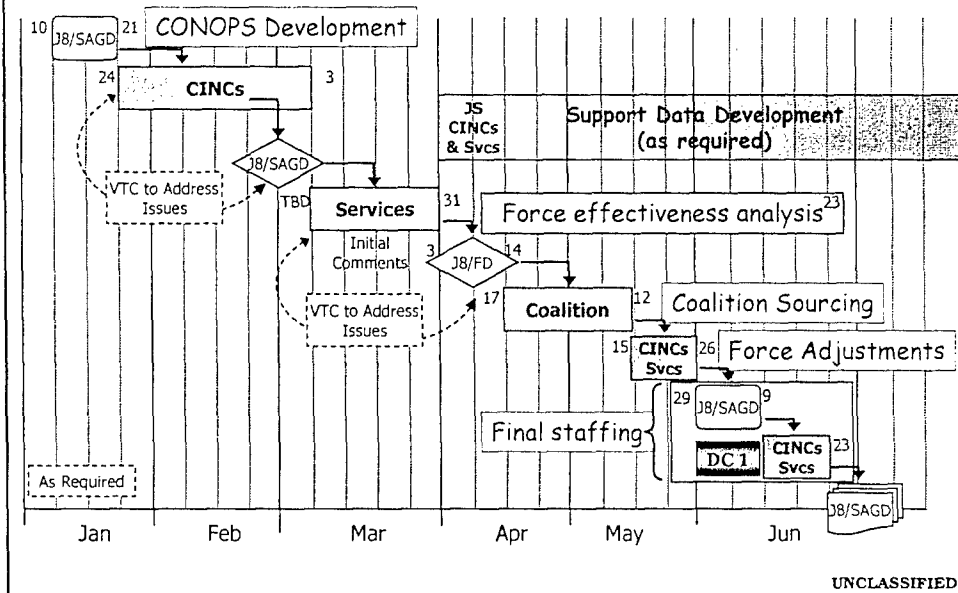 10
J8/SAGD
21
CONOPS Development
24
CINCs
3
JS
CINCs
& Svcs
Support Data Development
(as required)
J8/SAGD
VTC to Address
Issues
TBD
Services
31
Force effectiveness analysis
23
Initial
Comments
3
J8/FD
14
VTC to Address
Issues
17
Coalition
12
Coalition Sourcing
15
CINCs
Svcs
26
Force Adjustments
29
J8/SAGD
9
Final staffing
DC 1
CINCs
Svcs
23
As Required
J8/SAGD
Jan
Feb
Mar
Apr
May
Jun
UNCLASSIFIED